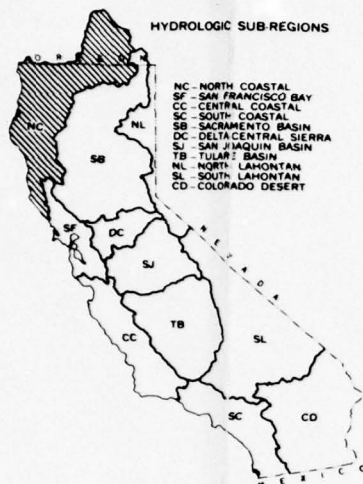 HYDROLOGIC SUB-REGIONS
OREGON
NC - NORTH COASTAL
SF - SAN FRANCISCO BAY
CC - CENTRAL COASTAL
SC - SOUTH COASTAL
SB - SACRAMENTO BASIN
DC - DELTA CENTRAL SIERRA
SJ - SAN JOAQUIN BASIN
TB - TULARE BASIN
NL - NORTH LAHONTAN
SL - SOUTH LAHONTAN
CD - COLORADO DESERT
NC
NL
SB
NEVADA
SF
DC
SJ
CC
TB
SL
SC
CD
MEXICO